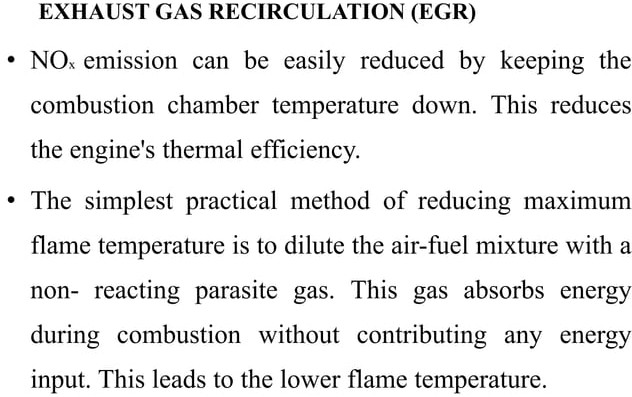 EXHAUST GAS RECIRCULATION (EGR)
• NOₓ emission can be easily reduced by keeping the
combustion chamber temperature down. This reduces
the engine's thermal efficiency.
• The simplest practical method of reducing maximum
flame temperature is to dilute the air-fuel mixture with a
non- reacting parasite gas. This gas absorbs energy
during combustion without contributing any energy
input. This leads to the lower flame temperature.